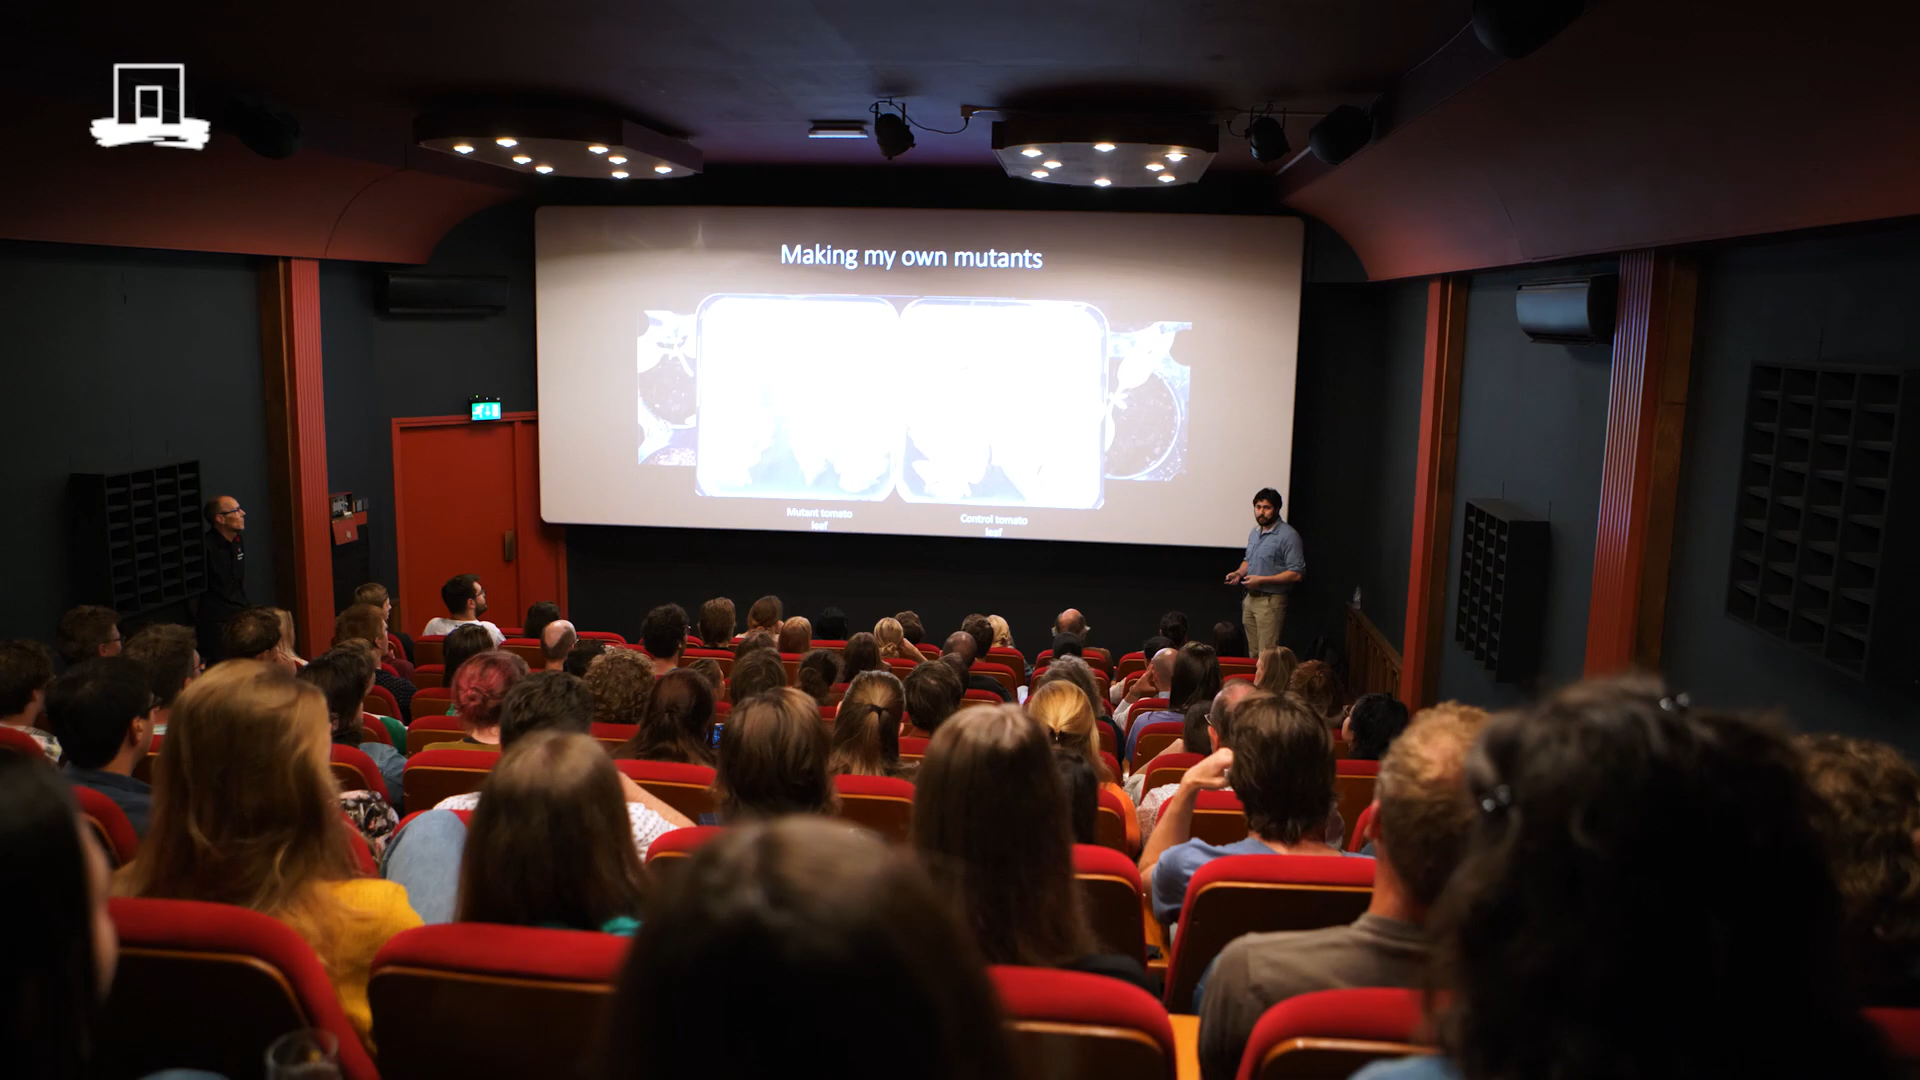 Making my own mutants
Mutant tomato
leaf
Control tomato
leaf